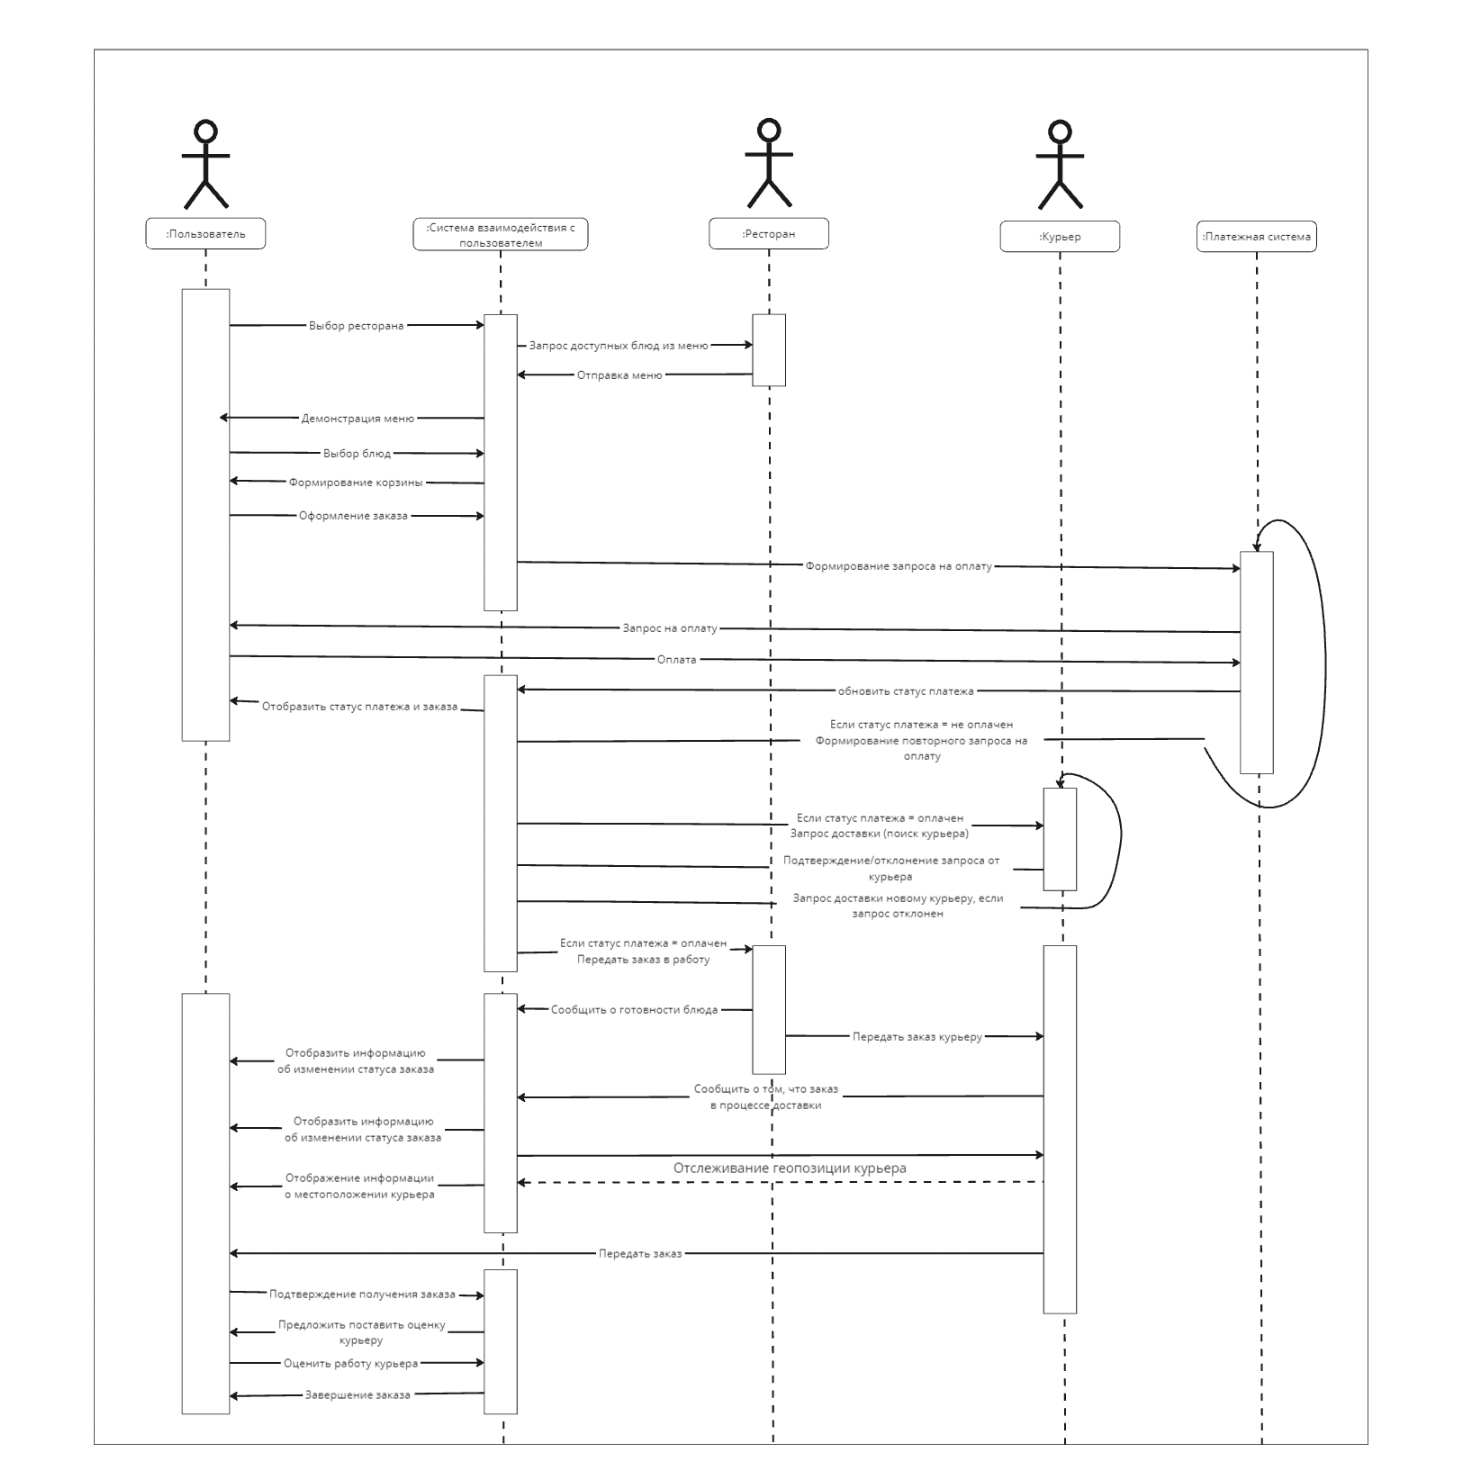 :Пользователь
:Система взаимодействия с
пользователем
:Ресторан
:Курьер
:Платежная система
Выбор ресторана
Запрос доступных блюд из меню
Отправка меню
Демонстрация меню
Выбор блюд
Формирование корзины
Оформление заказа
Формирование запроса на оплату
Запрос на оплату
Оплата
обновить статус платежа
Отобразить статус платежа и заказа
Если статус платежа = не оплачен
Формирование повторного запроса на
оплату
Если статус платежа = оплачен
Запрос доставки (поиск курьера)
Подтверждение/отклонение запроса от
курьера
Запрос доставки новому курьеру, если
запрос отклонен
Если статус платежа = оплачен
Передать заказ в работу
Сообщить о готовности блюда
Передать заказ курьеру
Отобразить информацию
об изменении статуса заказа
Сообщить о том, что заказ
в процессе доставки
Отобразить информацию
об изменении статуса заказа
Отслеживание геопозиции курьера
Отображение информации
о местоположении курьера
Передать заказ
Подтверждение получения заказа
Предложить поставить оценку
курьеру
Оценить работу курьера
Завершение заказа